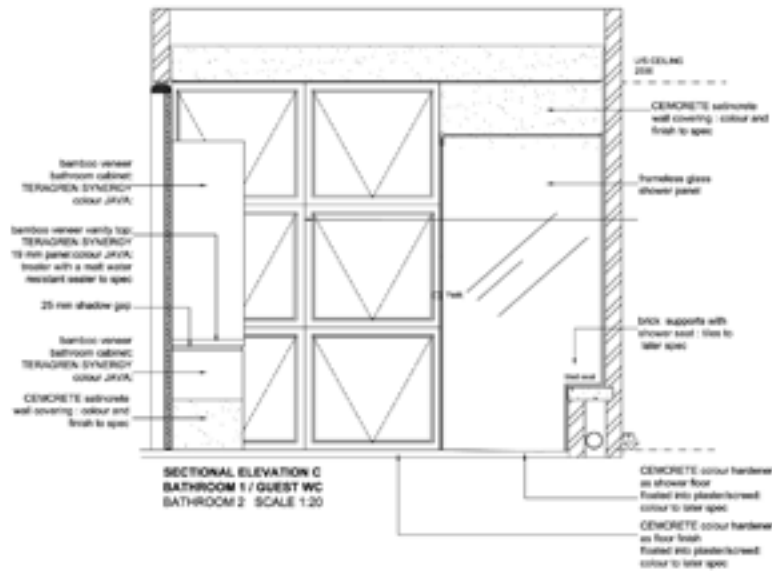 U/S CEILING
CEMCRETE satincrete
wall covering : colour and
finish to spec
bamboo veneer
bathroom cabinet:
TERAGREN SYNERGY
colour JAVA:
frameless glass
shower panel
bamboo veneer vanity top:
TERAGREN SYNERGY
19 mm panel:colour JAVA:
treater with a matt water
resistant sealer to spec
25 mm shadow gap
brick supports with
shower seat : tiles to
later spec
bamboo veneer
bathroom cabinet:
TERAGREN SYNERGY
colour JAVA:
CEMCRETE satincrete
wall covering : colour and
finish to spec
SECTIONAL ELEVATION C
BATHROOM 1 / GUEST WC
BATHROOM 2 SCALE 1:20
CEMCRETE colour hardener
as shower floor
floated into plaster/screed:
colour to later spec
CEMCRETE colour hardener
as floor finish
floated into plaster/screed:
colour to later spec